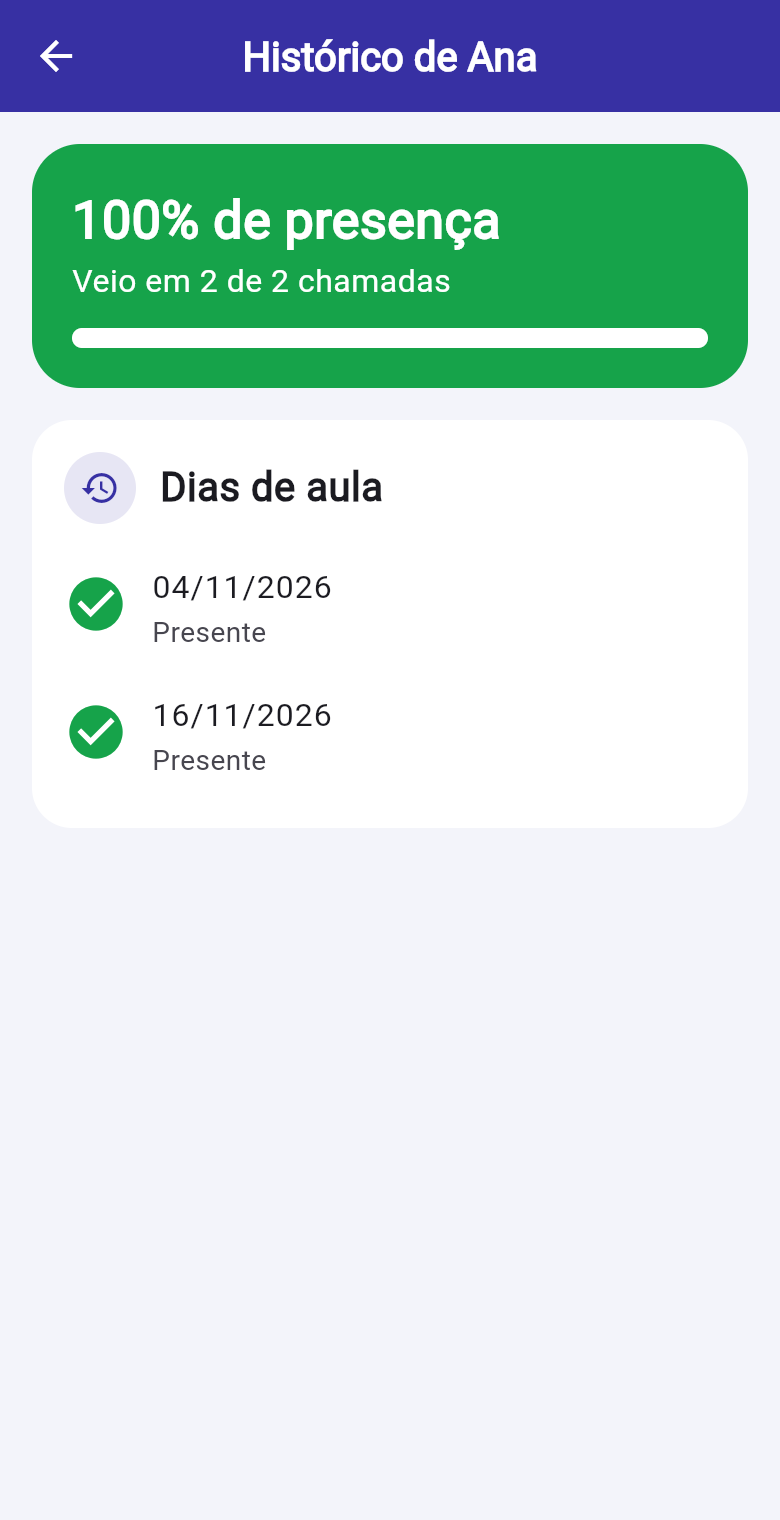 Histórico de Ana
100% de presença
Veio em 2 de 2 chamadas
Dias de aula
04/11/2026
Presente
16/11/2026
Presente